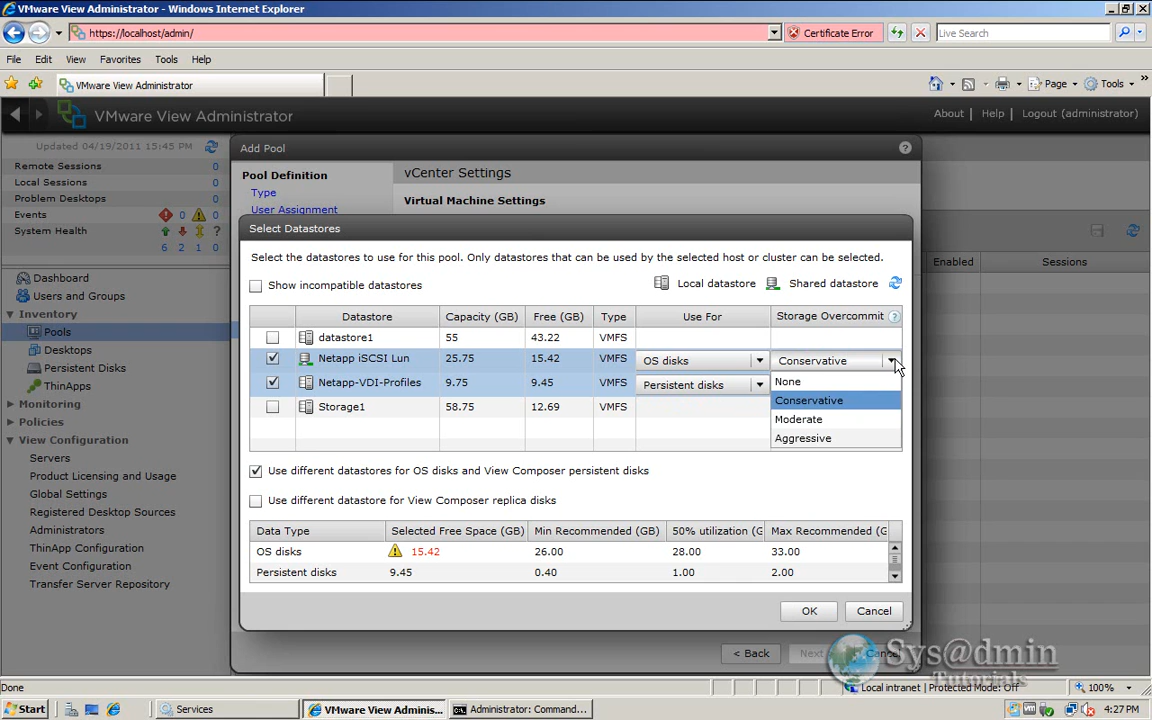 VMware View Administrator - Windows Internet Explorer
https://localhost/admin/
Certificate Error
Live Search
File Edit View Favorites Tools Help
VMware View Administrator
Page Tools
VMware View Administrator
About Help Logout (administrator)
Updated 04/19/2011 15:45 PM
Remote Sessions 0
Local Sessions 0
Problem Desktops 0
Events 0 0
System Health ?
6 2 1 0
Dashboard
Users and Groups
Inventory
Pools
Desktops
Persistent Disks
ThinApps
Monitoring
Policies
View Configuration
Servers
Product Licensing and Usage
Global Settings
Registered Desktop Sources
Administrators
ThinApp Configuration
Event Configuration
Transfer Server Repository
Enabled Sessions
Add Pool
?
Pool Definition
Type
User Assignment
vCenter Settings
Virtual Machine Settings
Select Datastores
Select the datastores to use for this pool. Only datastores that can be used by the selected host or cluster can be selected.
Show incompatible datastores
Local datastore Shared datastore
Datastore Capacity (GB) Free (GB) Type Use For Storage Overcommit ?
datastore1 55 43.22 VMFS
Netapp iSCSI Lun 25.75 15.42 VMFS OS disks Conservative
Netapp-VDI-Profiles 9.75 9.45 VMFS Persistent disks
Storage1 58.75 12.69 VMFS
None
Conservative
Moderate
Aggressive
Use different datastores for OS disks and View Composer persistent disks
Use different datastore for View Composer replica disks
Data Type Selected Free Space (GB) Min Recommended (GB) 50% utilization (G Max Recommended (G
OS disks 15.42 26.00 28.00 33.00
Persistent disks 9.45 0.40 1.00 2.00
OK Cancel
< Back Next Cancel
Sys@dmin
Tutorials
Done
Local intranet | Protected Mode: Off
100%
Start
Services
VMware View Adminis...
Administrator: Command...
4:27 PM